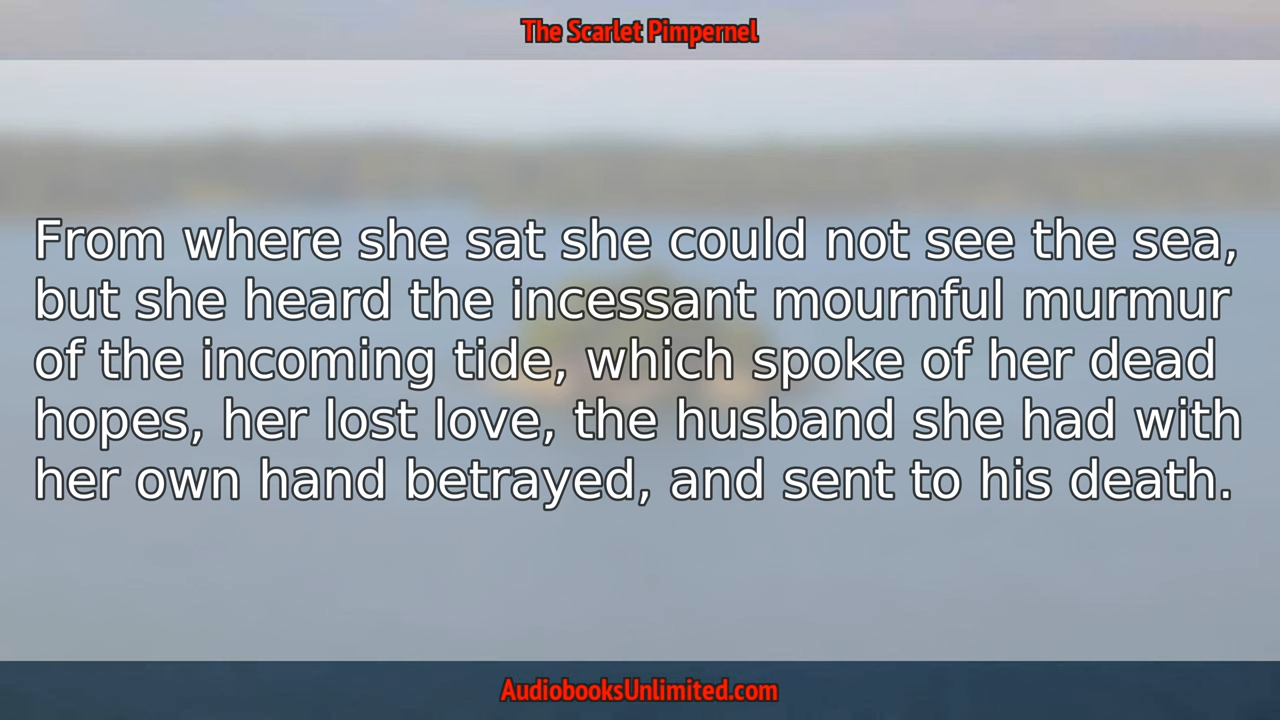 The Scarlet Pimpernel
From where she sat she could not see the sea,
but she heard the incessant mournful murmur
of the incoming tide, which spoke of her dead
hopes, her lost love, the husband she had with
her own hand betrayed, and sent to his death.
AudiobooksUnlimited.com